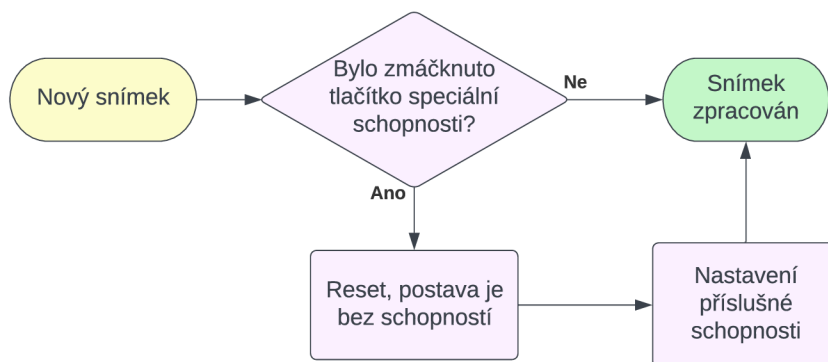 Nový snímek
Bylo zmáčknuto
tlačítko speciální
schopnosti?
Ne
Snímek
zpracován
Ano
Reset, postava je
bez schopností
Nastavení
příslušné
schopnosti